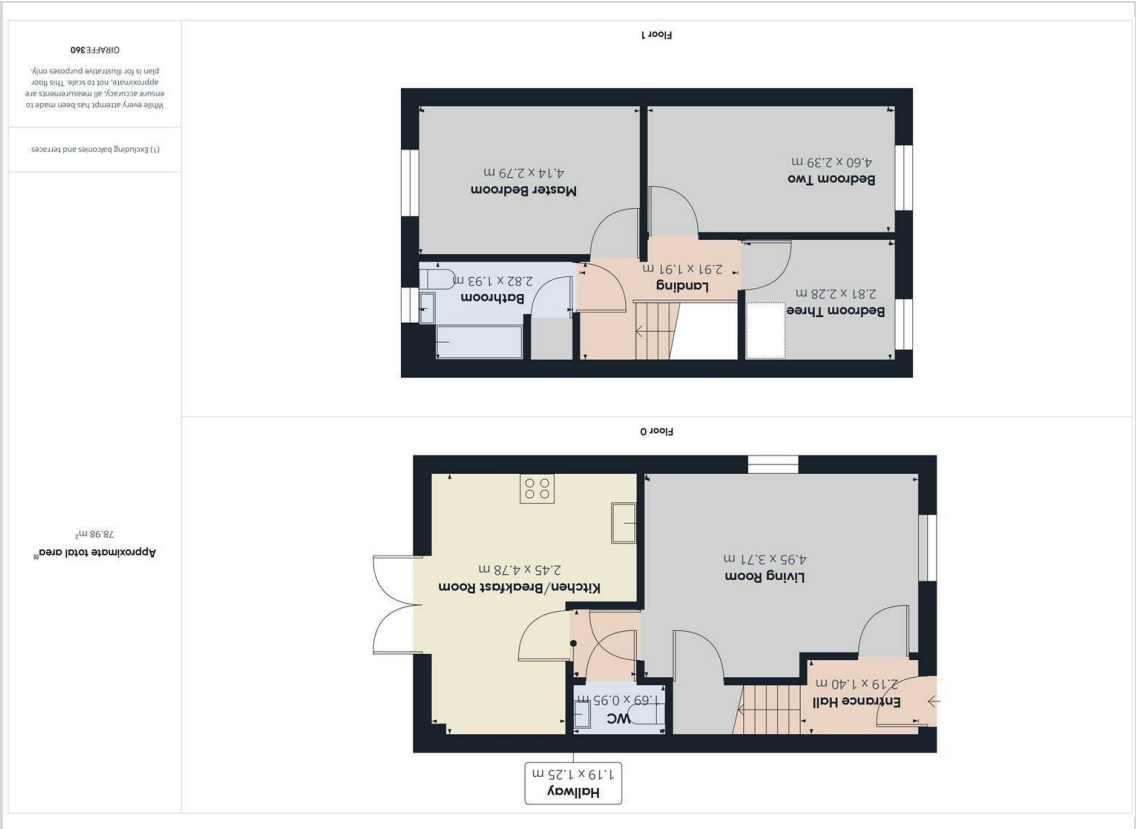 Hallway
1.19 x 1.25 m
WC
1.69 x 0.95 m
Entrance Hall
2.19 x 1.40 m
Kitchen/Breakfast Room
2.45 x 4.78 m
Living Room
4.95 x 3.71 m
Floor 0
Bedroom Three
2.81 x 2.28 m
Landing
2.91 x 1.91 m
Bathroom
2.82 x 1.93 m
Bedroom Two
4.60 x 2.39 m
Master Bedroom
4.14 x 2.79 m
Floor 1
Approximate total area(1)
78.98 m²
(1) Excluding balconies and terraces
While every attempt has been made to
ensure accuracy, all measurements are
approximate, not to scale. This floor
plan is for illustrative purposes only.
GIRAFFE360